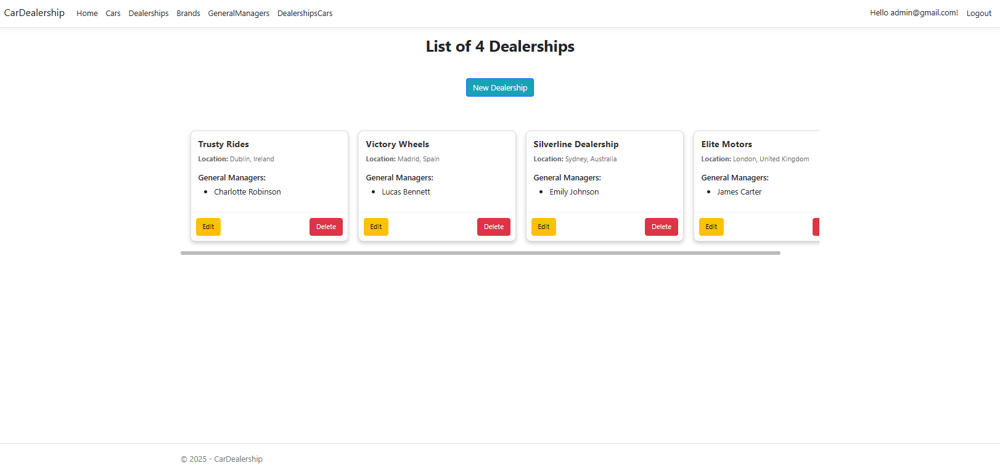 CarDealership Home Cars Dealerships Brands GeneralManagers DealershipsCars Hello admin@gmail.com! Logout
List of 4 Dealerships
New Dealership
Trusty Rides
Location: Dublin, Ireland
General Managers:
• Charlotte Robinson
Edit Delete
Victory Wheels
Location: Madrid, Spain
General Managers:
• Lucas Bennett
Edit Delete
Silverline Dealership
Location: Sydney, Australia
General Managers:
• Emily Johnson
Edit Delete
Elite Motors
Location: London, United Kingdom
General Managers:
• James Carter
Edit
© 2025 - CarDealership